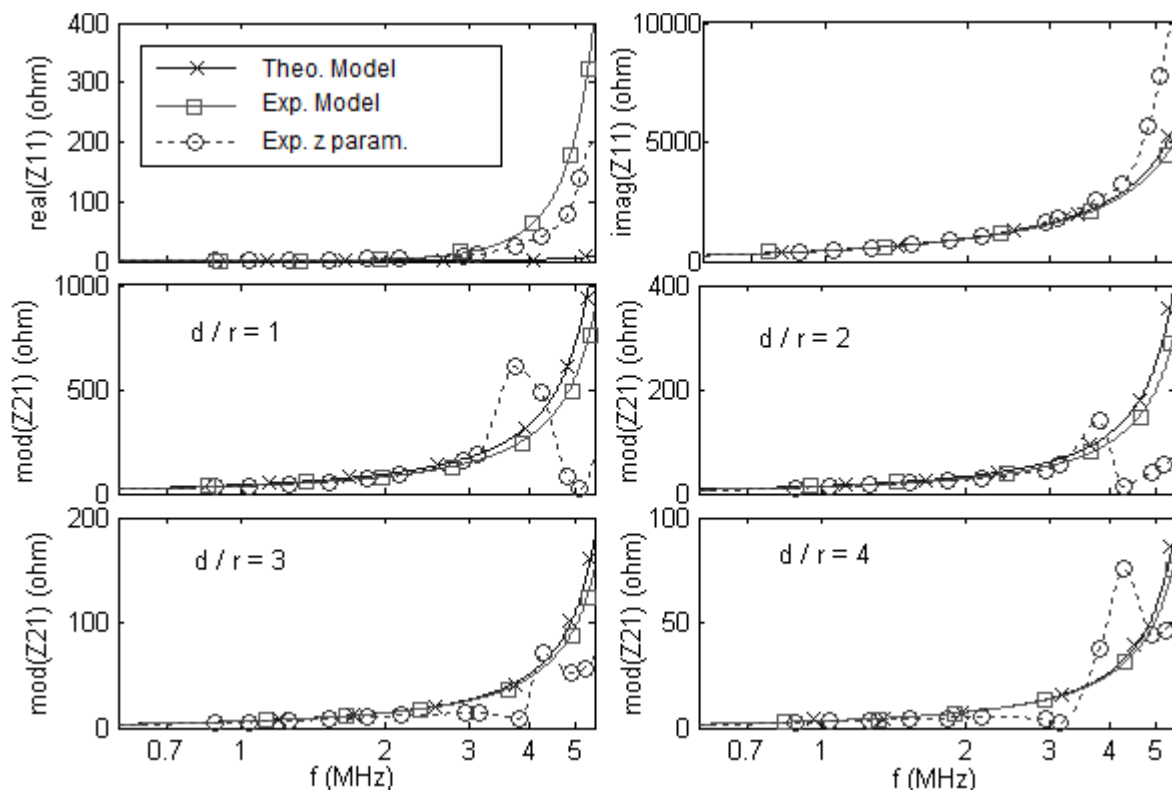 real(Z11) (ohm)
400
300
200
100
0
Theo. Model
Exp. Model
Exp. z param.
imag(Z11) (ohm)
10000
5000
0
mod(Z21) (ohm)
1000
500
0
d / r = 1
mod(Z21) (ohm)
400
200
0
d / r = 2
mod(Z21) (ohm)
200
100
0
d / r = 3
0.7 1 2 3 4 5
f (MHz)
mod(Z21) (ohm)
100
50
0
d / r = 4
0.7 1 2 3 4 5
f (MHz)